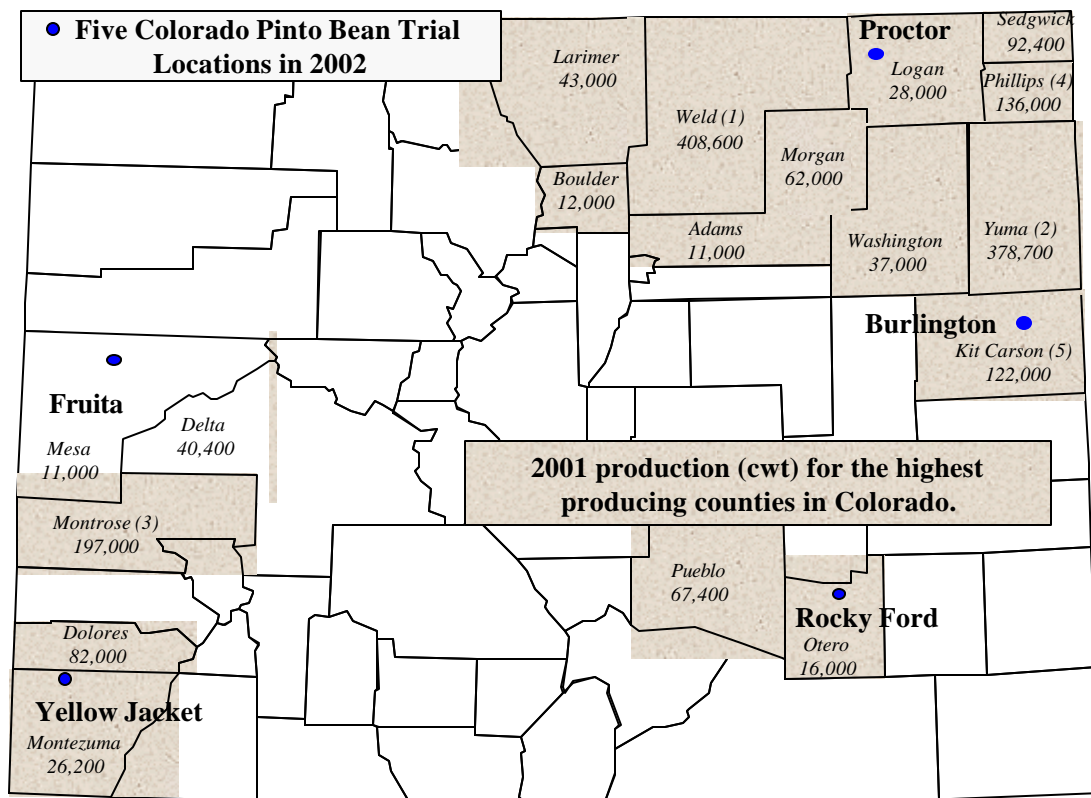 Five Colorado Pinto Bean Trial
Locations in 2002
Larimer
43,000
Weld (1)
408,600
Proctor
Logan
28,000
Sedgwick
92,400
Phillips (4)
136,000
Morgan
62,000
Boulder
12,000
Adams
11,000
Washington
37,000
Yuma (2)
378,700
Burlington
Kit Carson (5)
122,000
Fruita
Mesa
11,000
Delta
40,400
2001 production (cwt) for the highest
producing counties in Colorado.
Montrose (3)
197,000
Pueblo
67,400
Rocky Ford
Otero
16,000
Dolores
82,000
Yellow Jacket
Montezuma
26,200